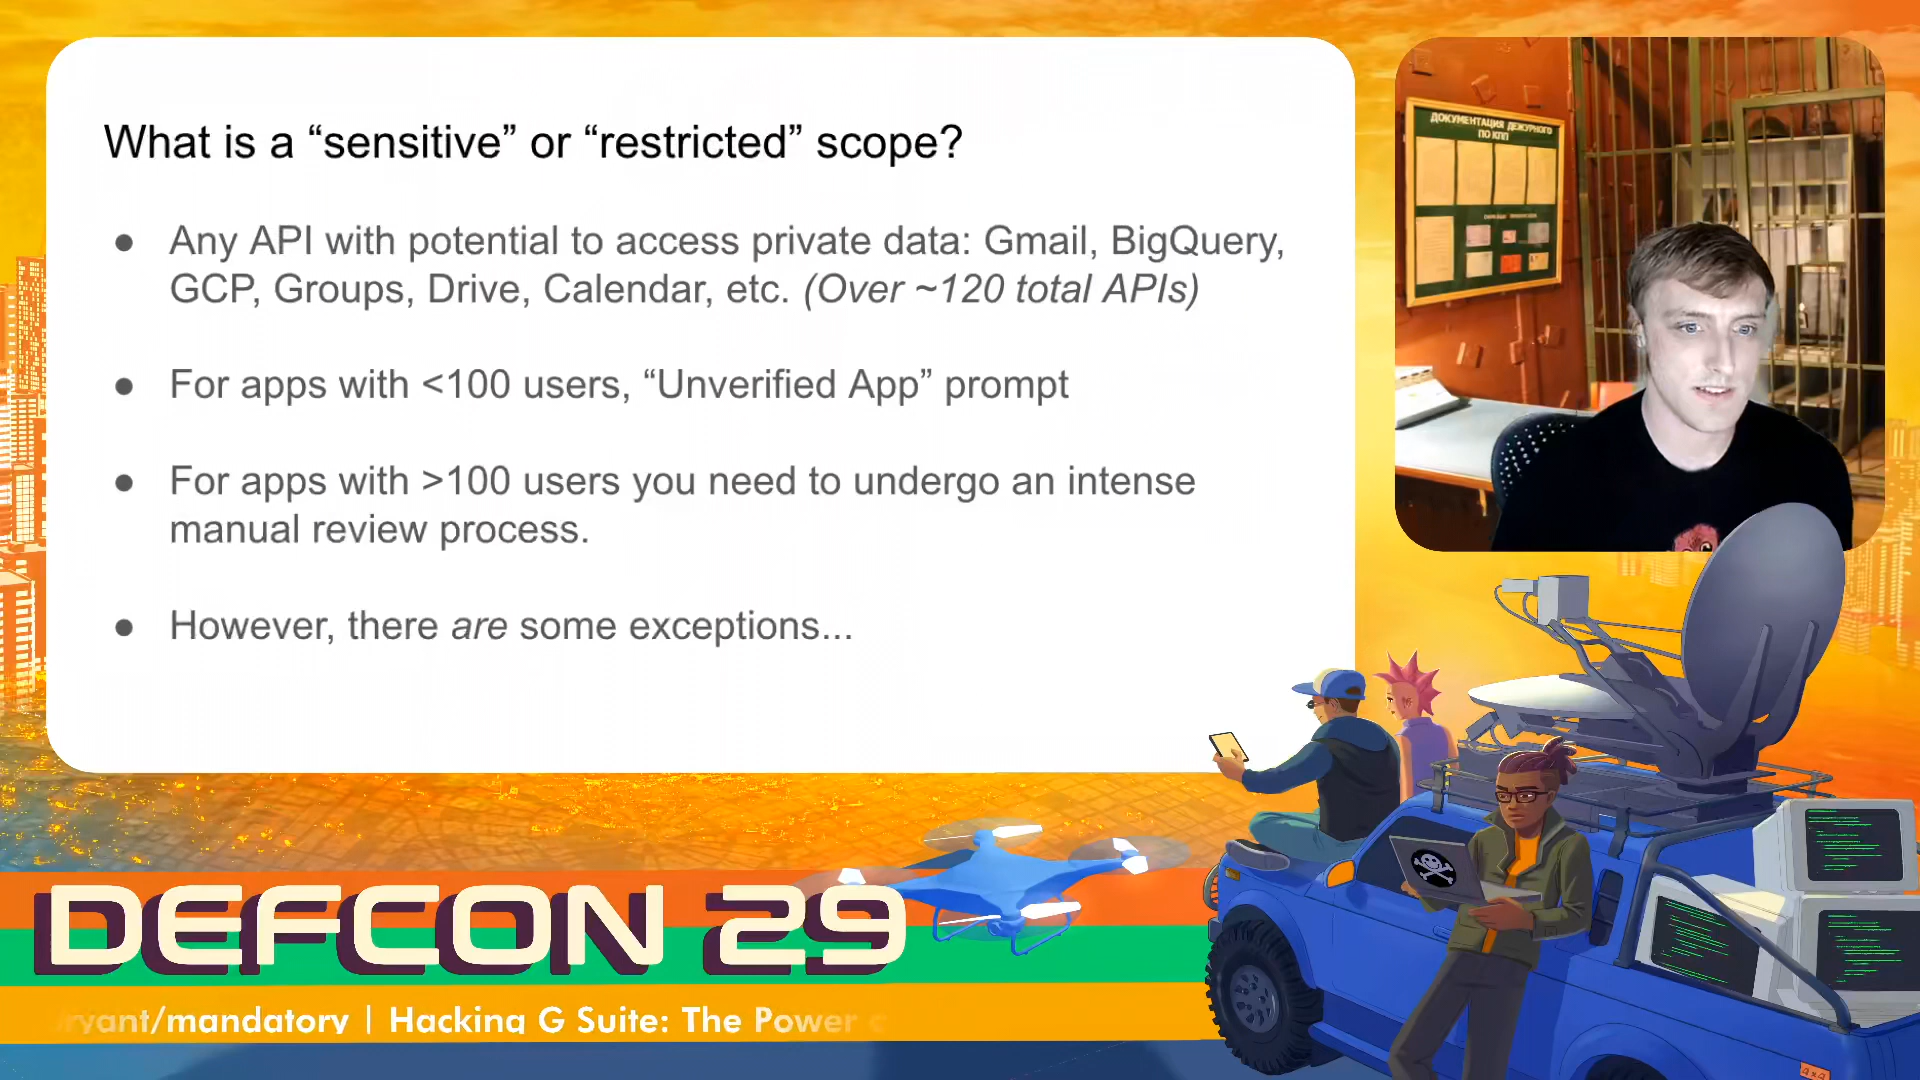 What is a “sensitive” or “restricted” scope?
● Any API with potential to access private data: Gmail, BigQuery,
GCP, Groups, Drive, Calendar, etc. (Over ~120 total APIs)
● For apps with <100 users, “Unverified App” prompt
● For apps with >100 users you need to undergo an intense
manual review process.
● However, there are some exceptions...
ДОКУМЕНТАЦИЯ ДЕЖУРНОГО
ПО КПП
DEFCON 29
ryant/mandatory | Hacking G Suite: The Power
4x4